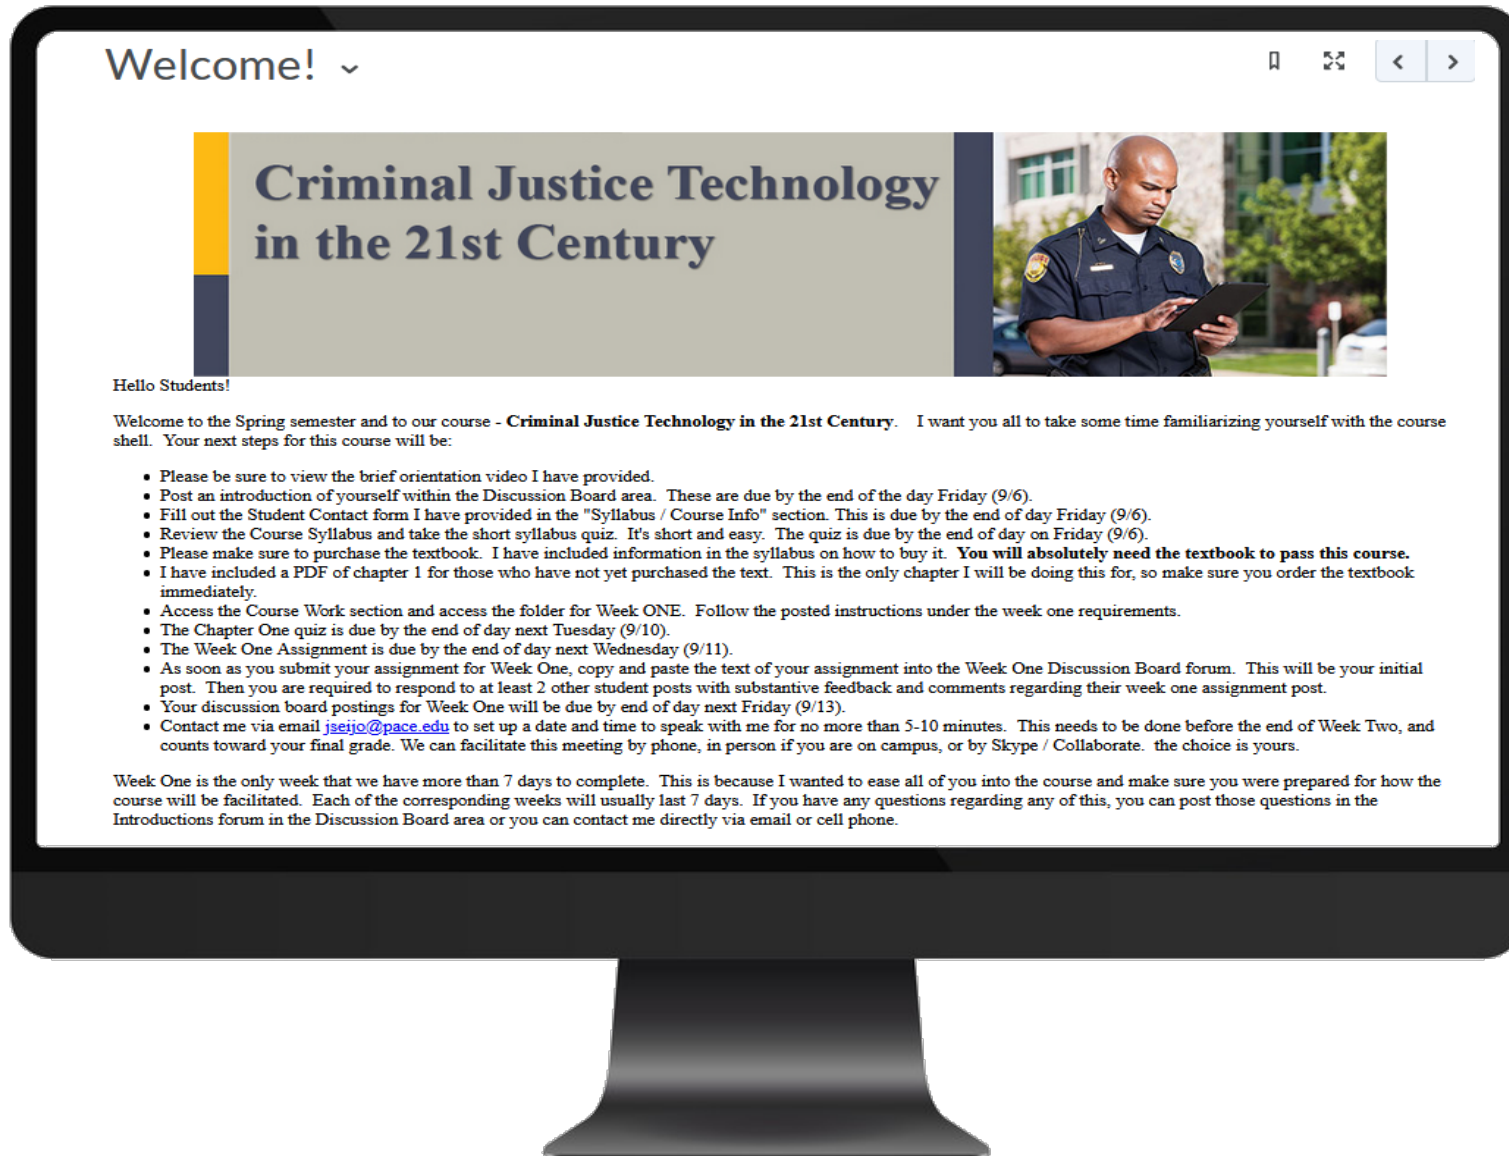 Welcome!
Criminal Justice Technology
in the 21st Century
Hello Students!
Welcome to the Spring semester and to our course - Criminal Justice Technology in the 21st Century.    I want you all to take some time familiarizing yourself with the course
shell.  Your next steps for this course will be:
• Please be sure to view the brief orientation video I have provided.
• Post an introduction of yourself within the Discussion Board area.  These are due by the end of the day Friday (9/6).
• Fill out the Student Contact form I have provided in the "Syllabus / Course Info" section. This is due by the end of day Friday (9/6).
• Review the Course Syllabus and take the short syllabus quiz.  It's short and easy.  The quiz is due by the end of day on Friday (9/6).
• Please make sure to purchase the textbook.  I have included information in the syllabus on how to buy it.  You will absolutely need the textbook to pass this course.
• I have included a PDF of chapter 1 for those who have not yet purchased the text.  This is the only chapter I will be doing this for, so make sure you order the textbook
immediately.
• Access the Course Work section and access the folder for Week ONE.  Follow the posted instructions under the week one requirements.
• The Chapter One quiz is due by the end of day next Tuesday (9/10).
• The Week One Assignment is due by the end of day next Wednesday (9/11).
• As soon as you submit your assignment for Week One, copy and paste the text of your assignment into the Week One Discussion Board forum.  This will be your initial
post.  Then you are required to respond to at least 2 other student posts with substantive feedback and comments regarding their week one assignment post.
• Your discussion board postings for Week One will be due by end of day next Friday (9/13).
• Contact me via email jseijo@pace.edu to set up a date and time to speak with me for no more than 5-10 minutes.  This needs to be done before the end of Week Two, and
counts toward your final grade. We can facilitate this meeting by phone, in person if you are on campus, or by Skype / Collaborate.  the choice is yours.
Week One is the only week that we have more than 7 days to complete.  This is because I wanted to ease all of you into the course and make sure you were prepared for how the
course will be facilitated.  Each of the corresponding weeks will usually last 7 days.  If you have any questions regarding any of this, you can post those questions in the
Introductions forum in the Discussion Board area or you can contact me directly via email or cell phone.